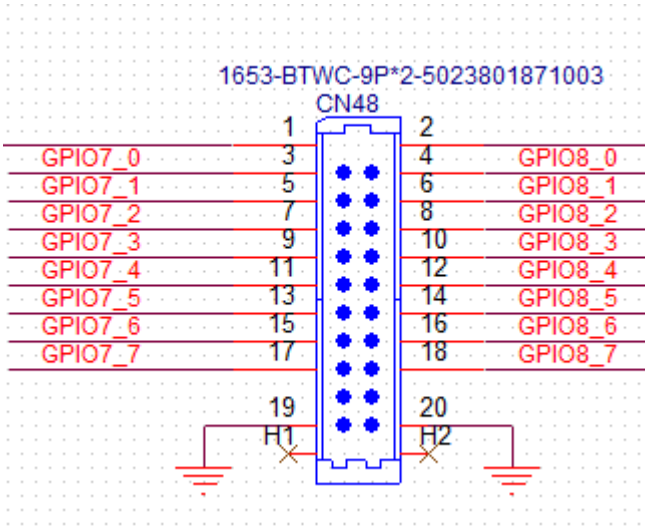 1653-BTWC-9P*2-5023801871003
CN48
1 2
GPIO7_0 3 4 GPIO8_0
GPIO7_1 5 6 GPIO8_1
GPIO7_2 7 8 GPIO8_2
GPIO7_3 9 10 GPIO8_3
GPIO7_4 11 12 GPIO8_4
GPIO7_5 13 14 GPIO8_5
GPIO7_6 15 16 GPIO8_6
GPIO7_7 17 18 GPIO8_7
19 20
H1 H2